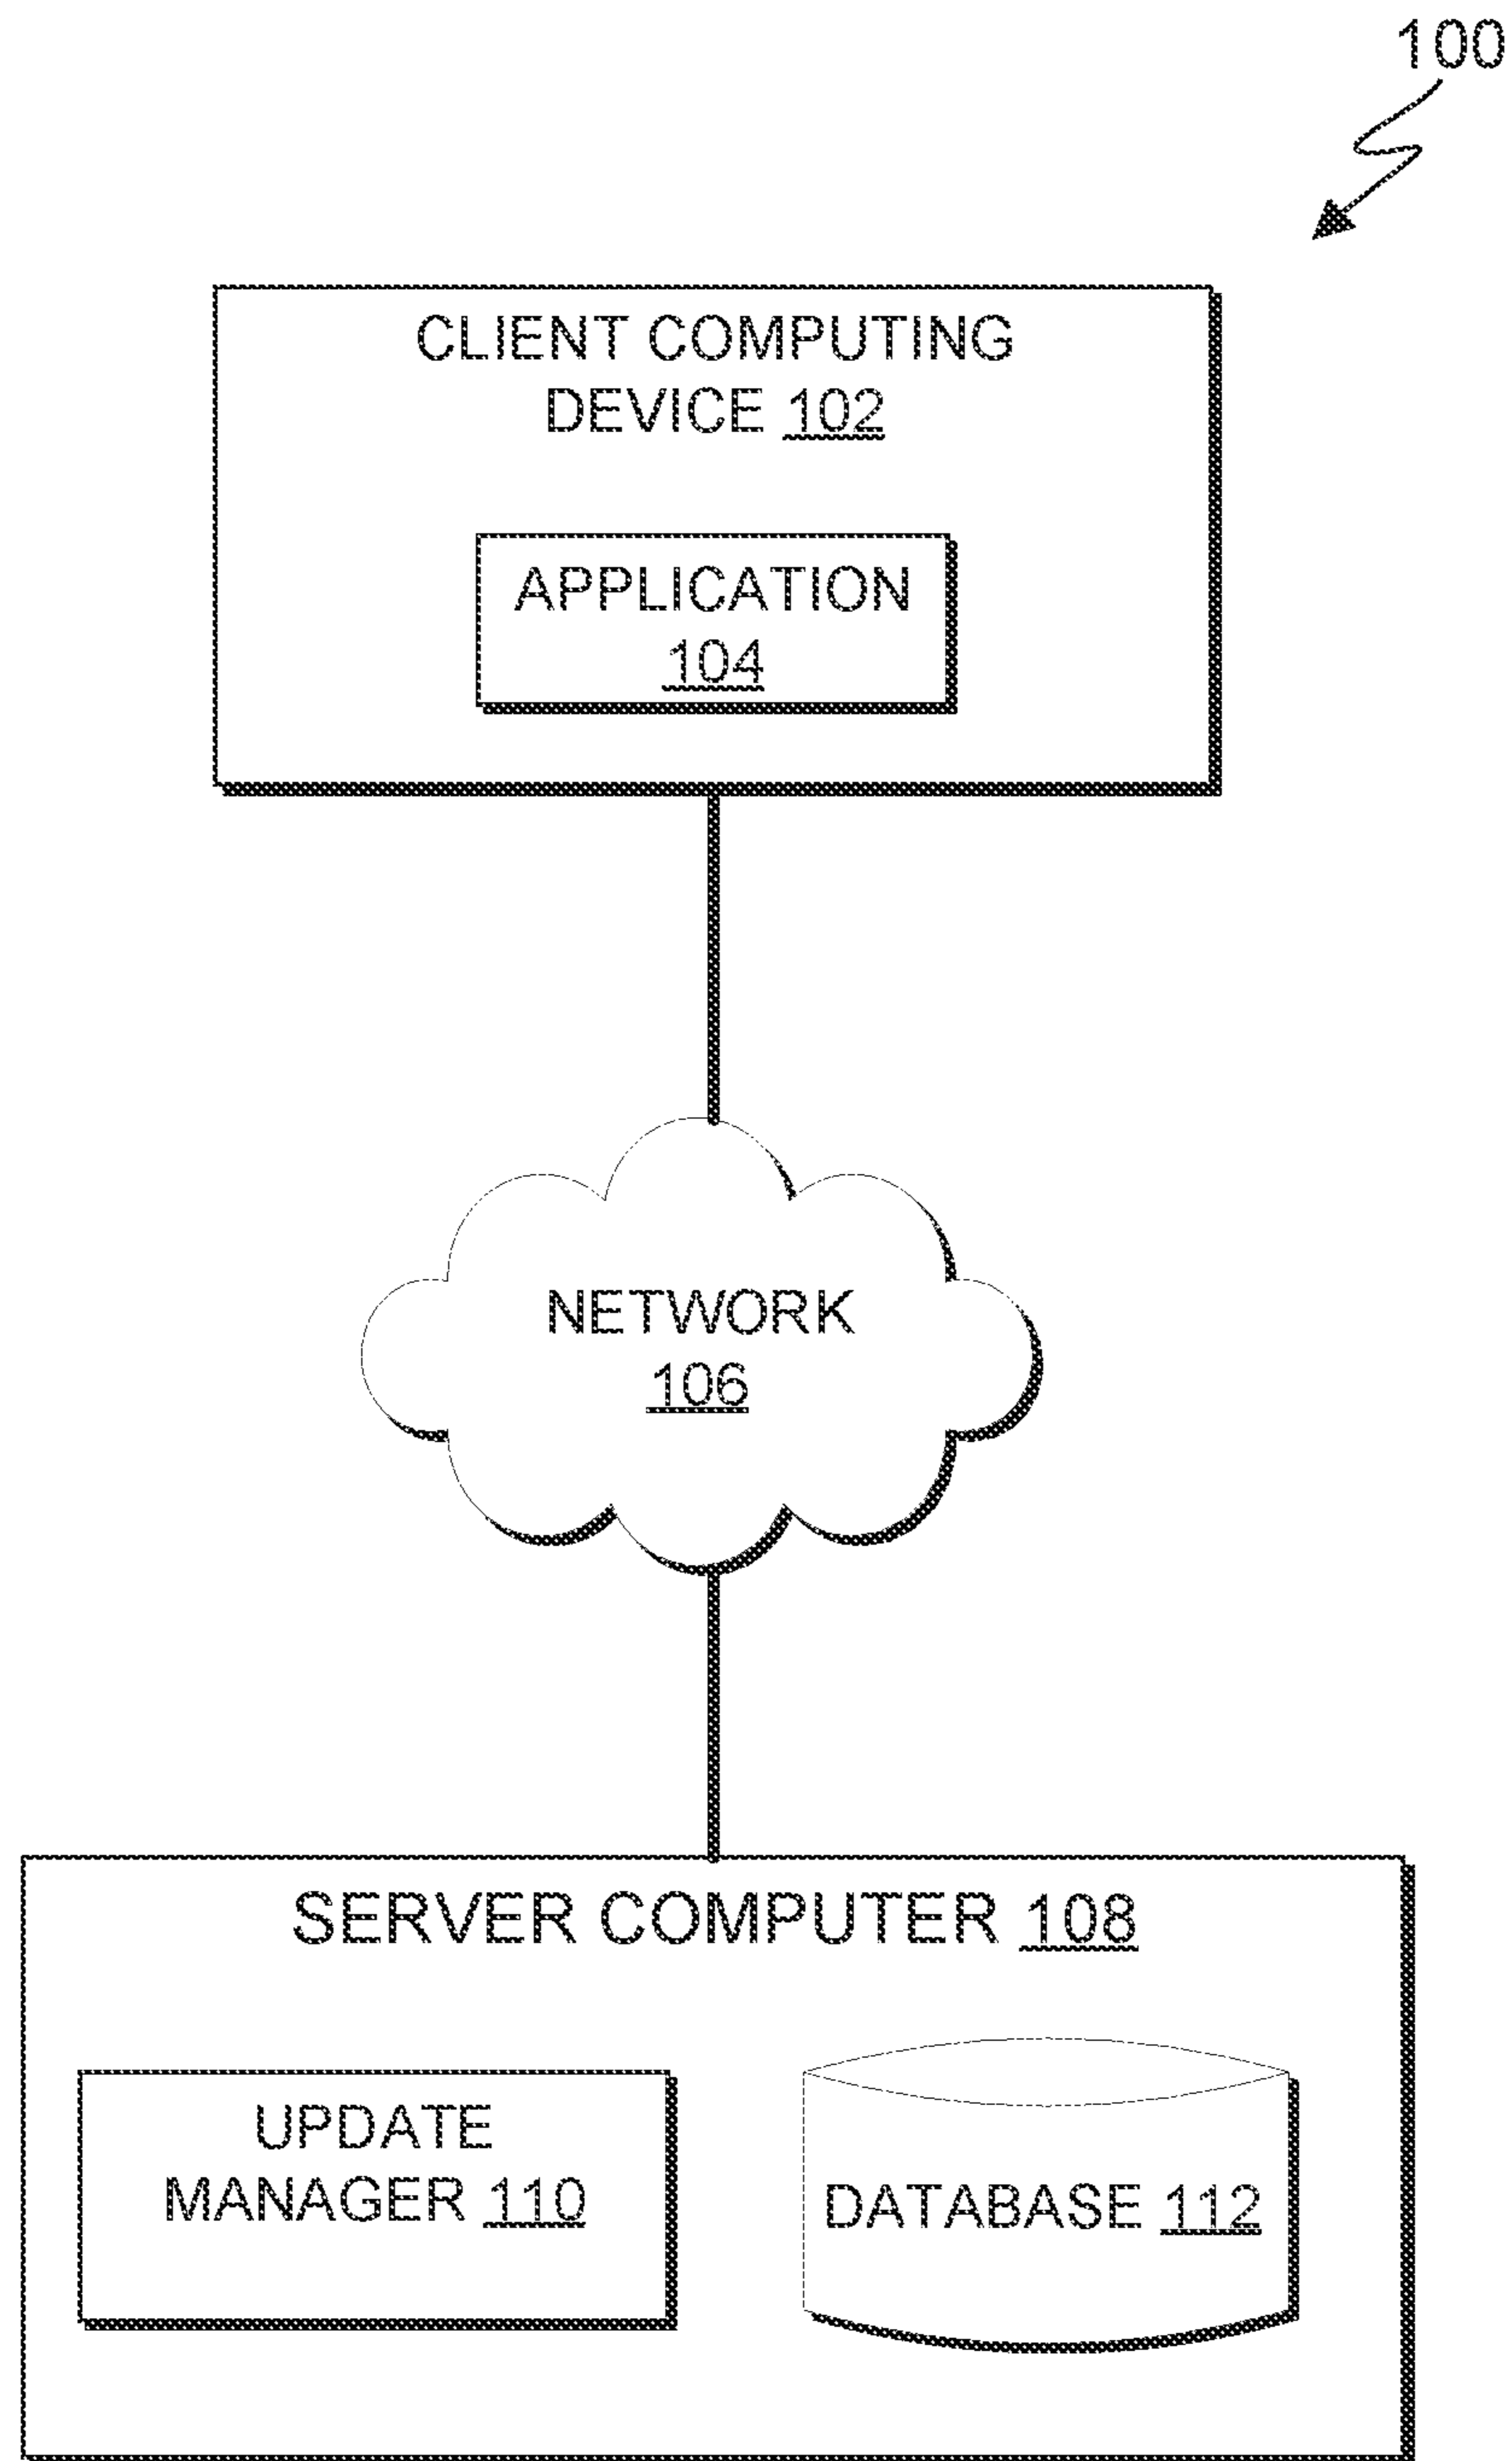 100
CLIENT COMPUTING
DEVICE 102
APPLICATION
104
NETWORK
106
SERVER COMPUTER 108
UPDATE
MANAGER 110
DATABASE 112